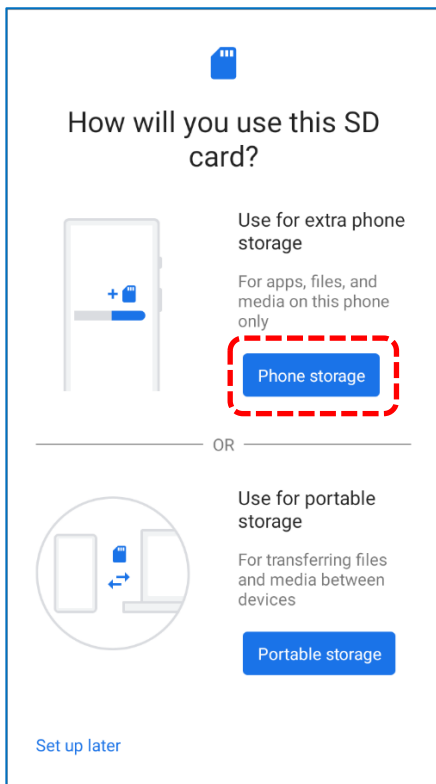 How will you use this SD
card?
Use for extra phone
storage
For apps, files, and
media on this phone
only
Phone storage
OR
Use for portable
storage
For transferring files
and media between
devices
Portable storage
Set up later